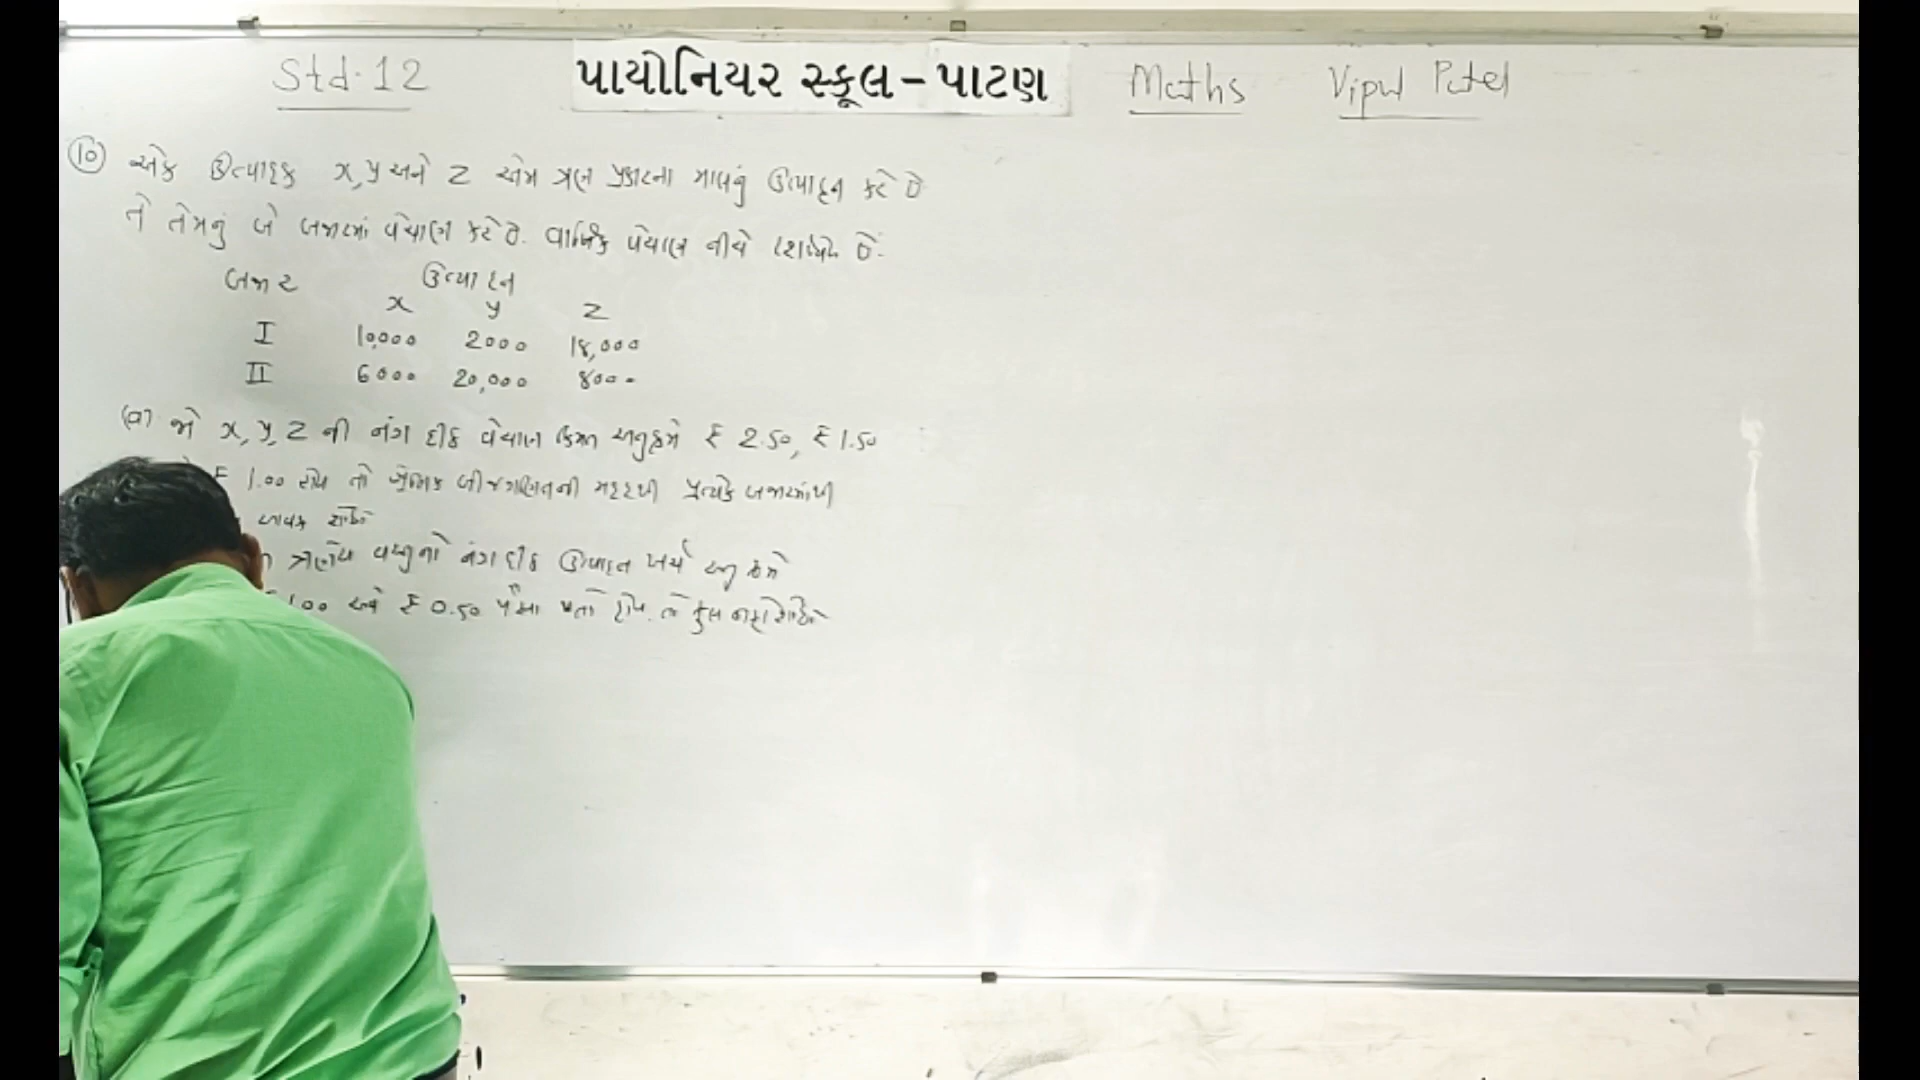 Std. 12 પાયોનિયર સ્કૂલ – પાટણ Maths Vipul Patel
(10) એક ઉત્પાદક x, y અને z એમ ત્રણ પ્રકારના માલનું ઉત્પાદન કરે છે
તે તેમનું બે બજારમાં વેચાણ કરે છે. વાર્ષિક વેચાણ નીચે દર્શાવેલ છે.
બજાર ઉત્પાદન
x y z
I 10,000 2000 18,000
II 6000 20,000 8000
(a) જો x, y, z ની નંગ દીઠ વેચાણ કિંમત અનુક્રમે ₹ 2.50, ₹ 1.50
₹ 1.00 હોય તો શ્રેણિક બીજગણિતની મદદથી પ્રત્યેક બજારમાંથી
આવક શોધો
ત્રણેય વસ્તુનો નંગ દીઠ ઉત્પાદન ખર્ચ અનુક્રમે
1.00 અને ₹ 0.50 પૈસા થતો હોય. તો કુલ નફો શોધો